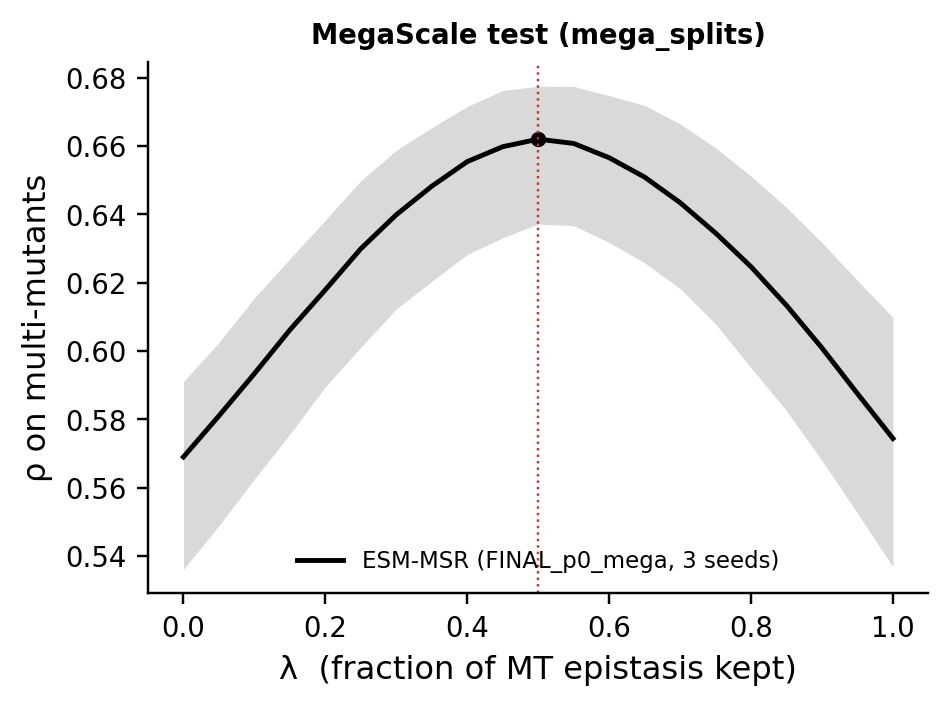 MegaScale test (mega_splits)
ρ on multi-mutants
0.68
0.66
0.64
0.62
0.60
0.58
0.56
0.54
ESM-MSR (FINAL_p0_mega, 3 seeds)
0.0 0.2 0.4 0.6 0.8 1.0
λ (fraction of MT epistasis kept)